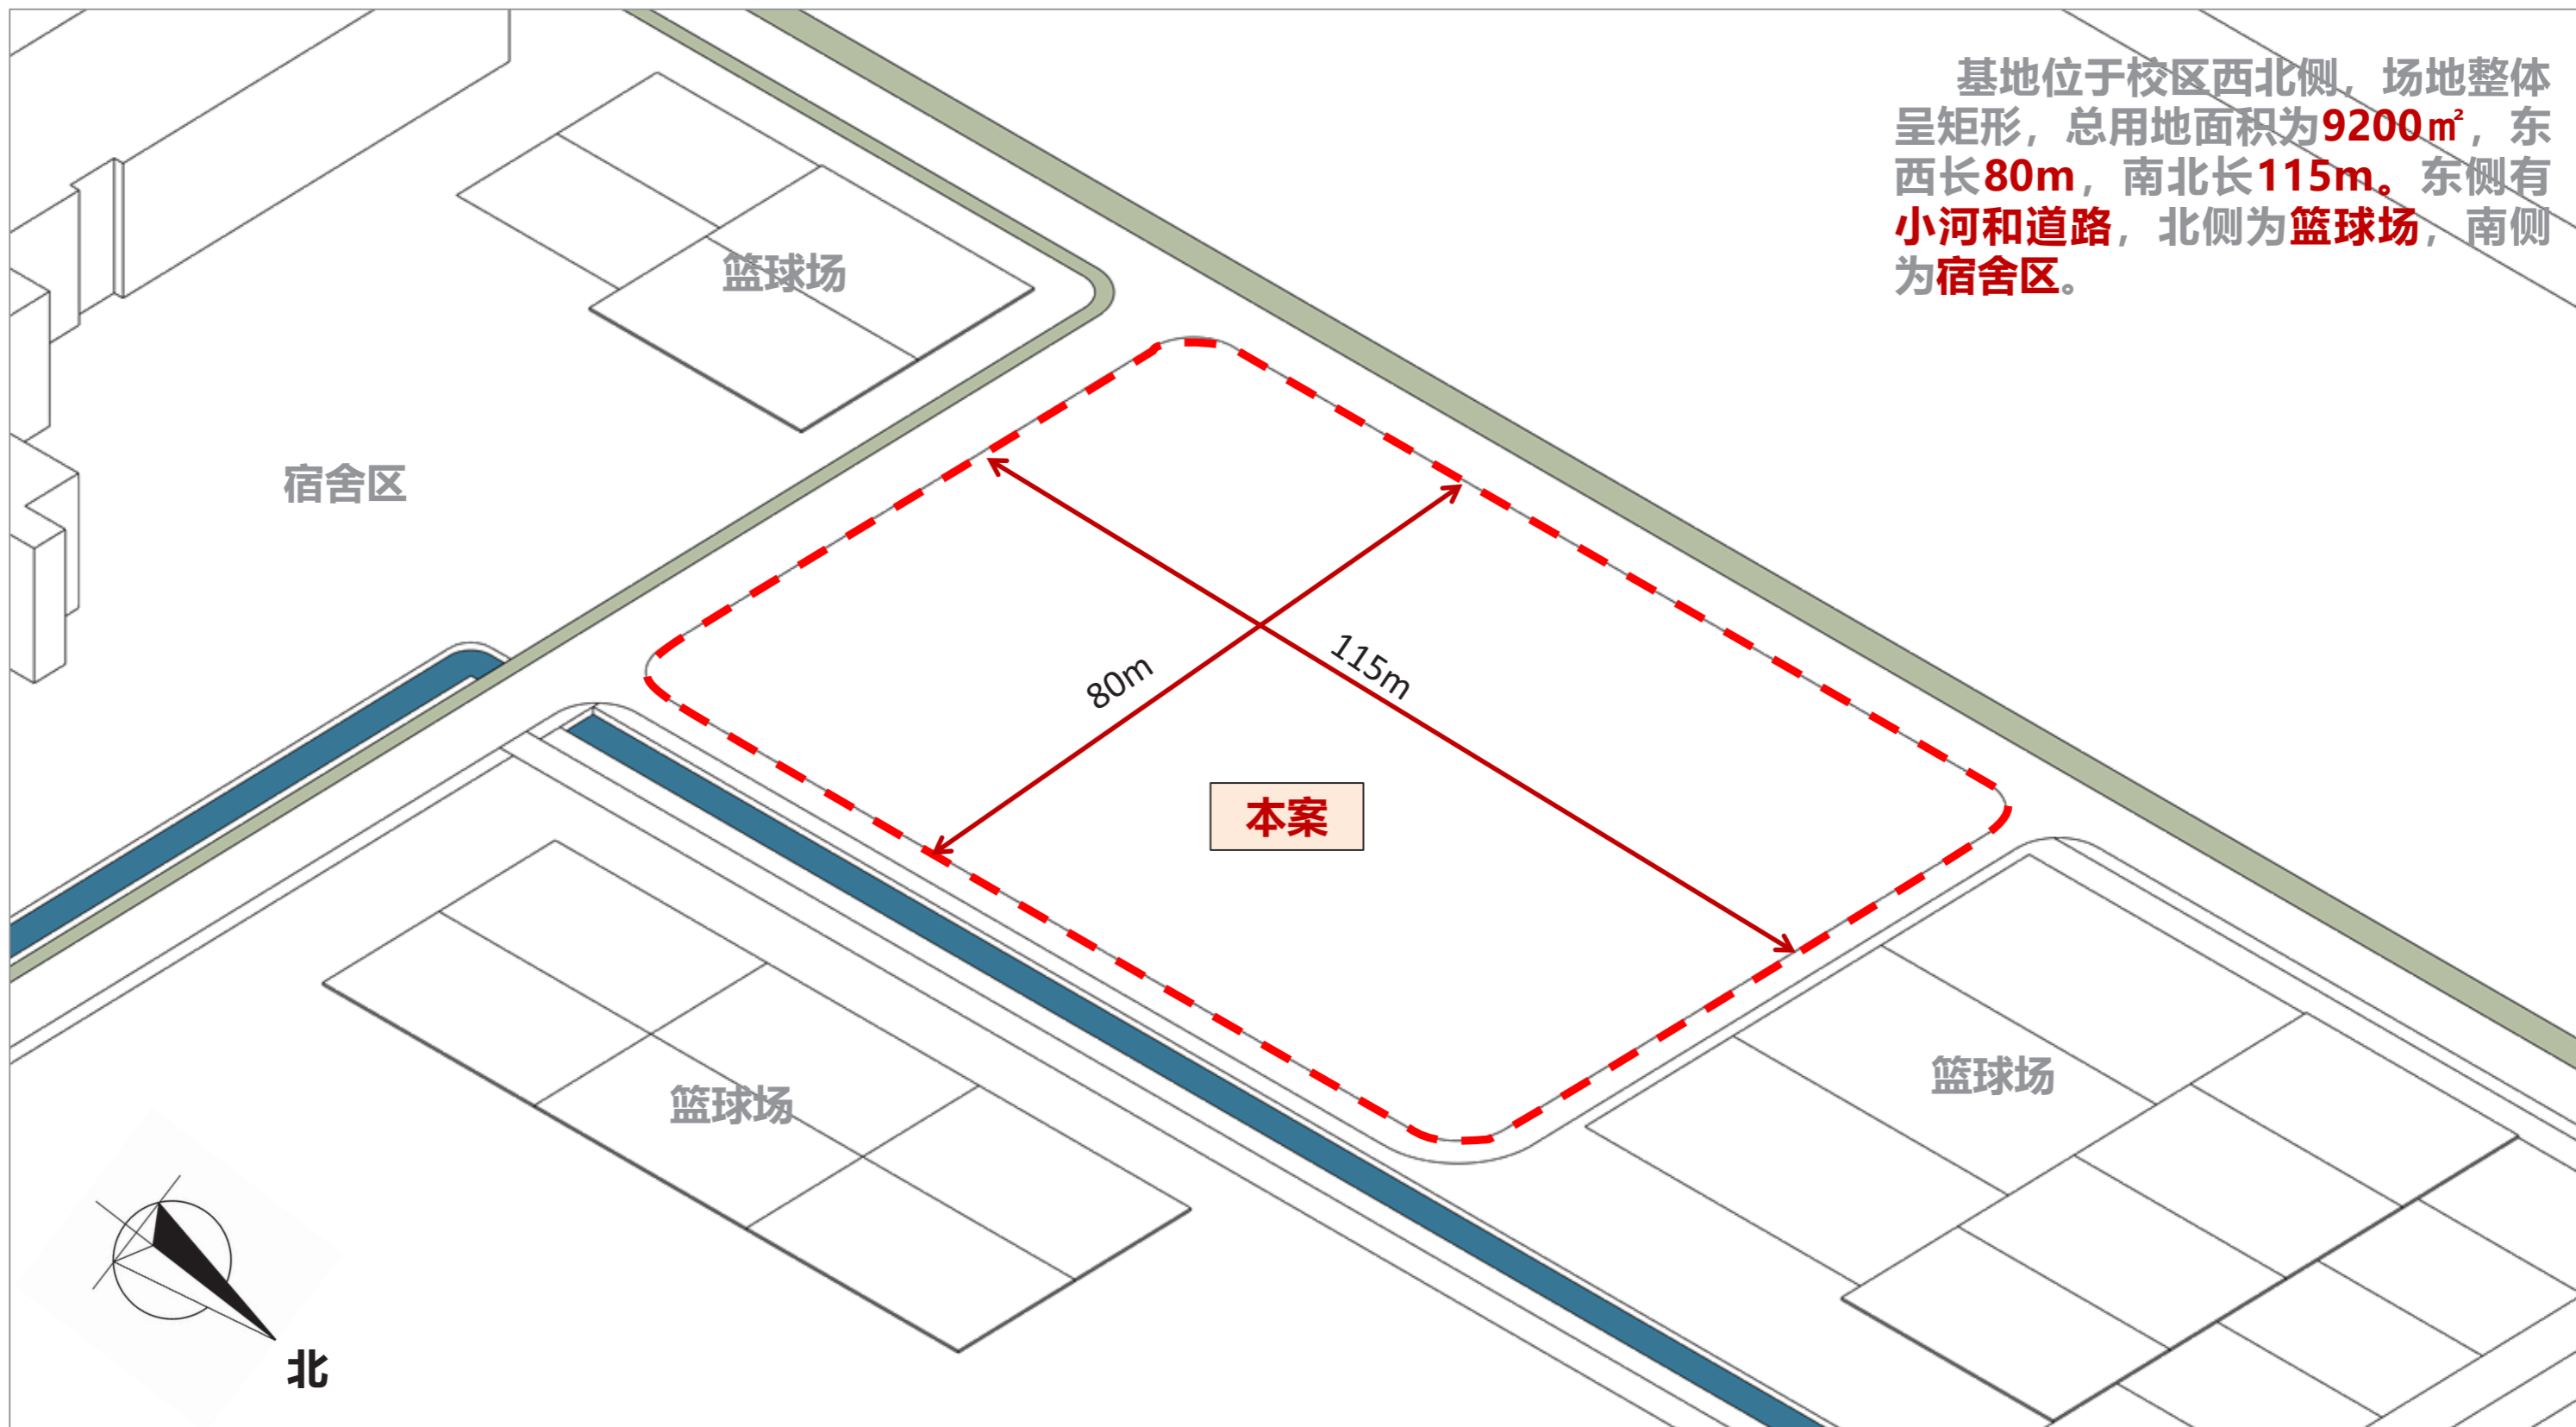 基地位于校区西北侧，场地整体
呈矩形，总用地面积为9200㎡，东
西长80m，南北长115m。东侧有
小河和道路，北侧为篮球场，南侧
为宿舍区。
篮球场
宿舍区
80m
115m
本案
篮球场
篮球场
北